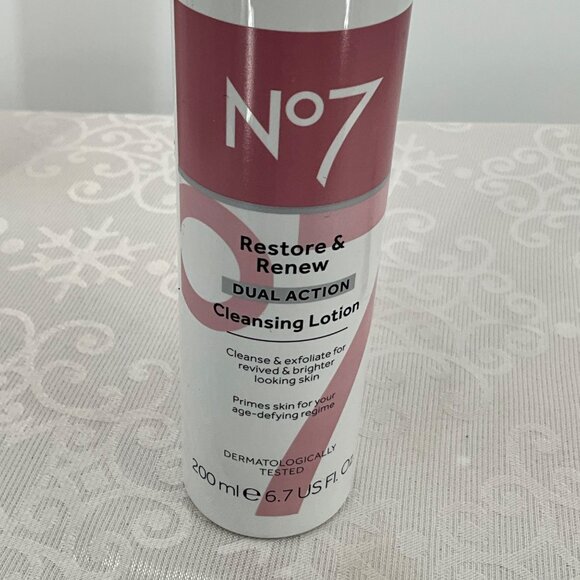 No7
Restore &
Renew
DUAL ACTION
Cleansing Lotion
Cleanse & exfoliate for
revived & brighter
looking skin
Primes skin for your
age-defying regime
DERMATOLOGICALLY
TESTED
200 ml e 6.7 US Fl. Oz